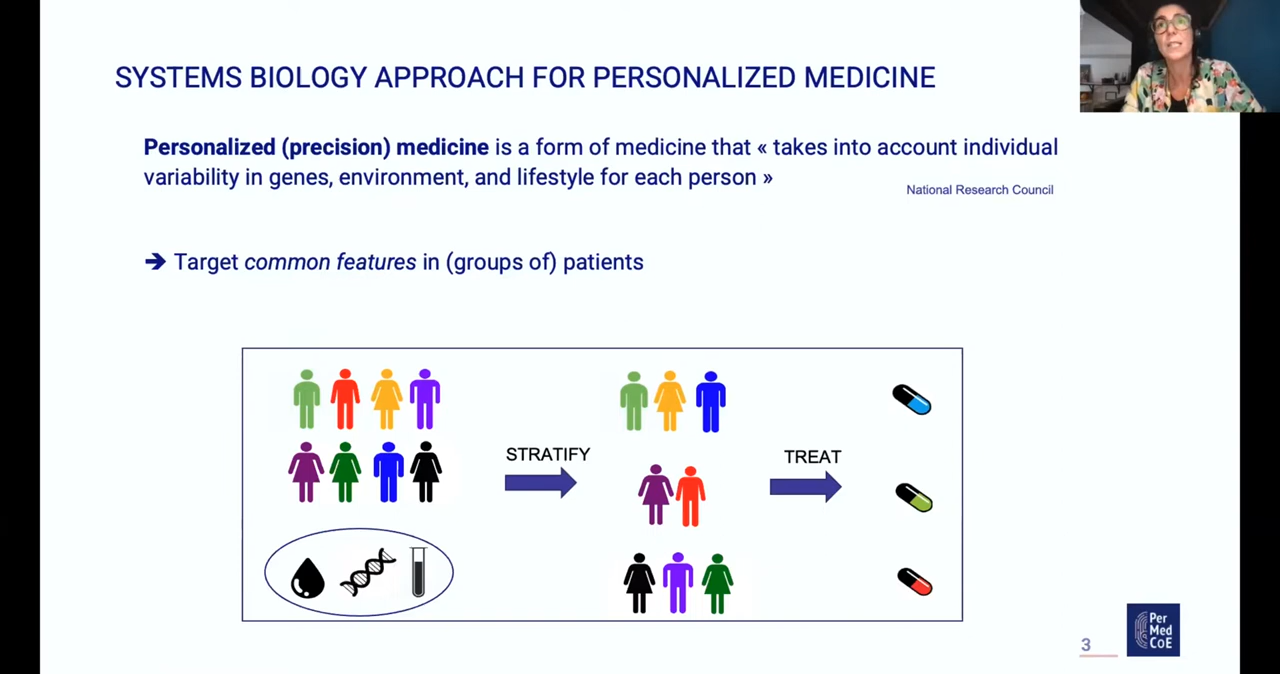 SYSTEMS BIOLOGY APPROACH FOR PERSONALIZED MEDICINE
Personalized (precision) medicine is a form of medicine that « takes into account individual
variability in genes, environment, and lifestyle for each person »
National Research Council
➔ Target common features in (groups of) patients
STRATIFY
TREAT
3
Per
Med
CoE